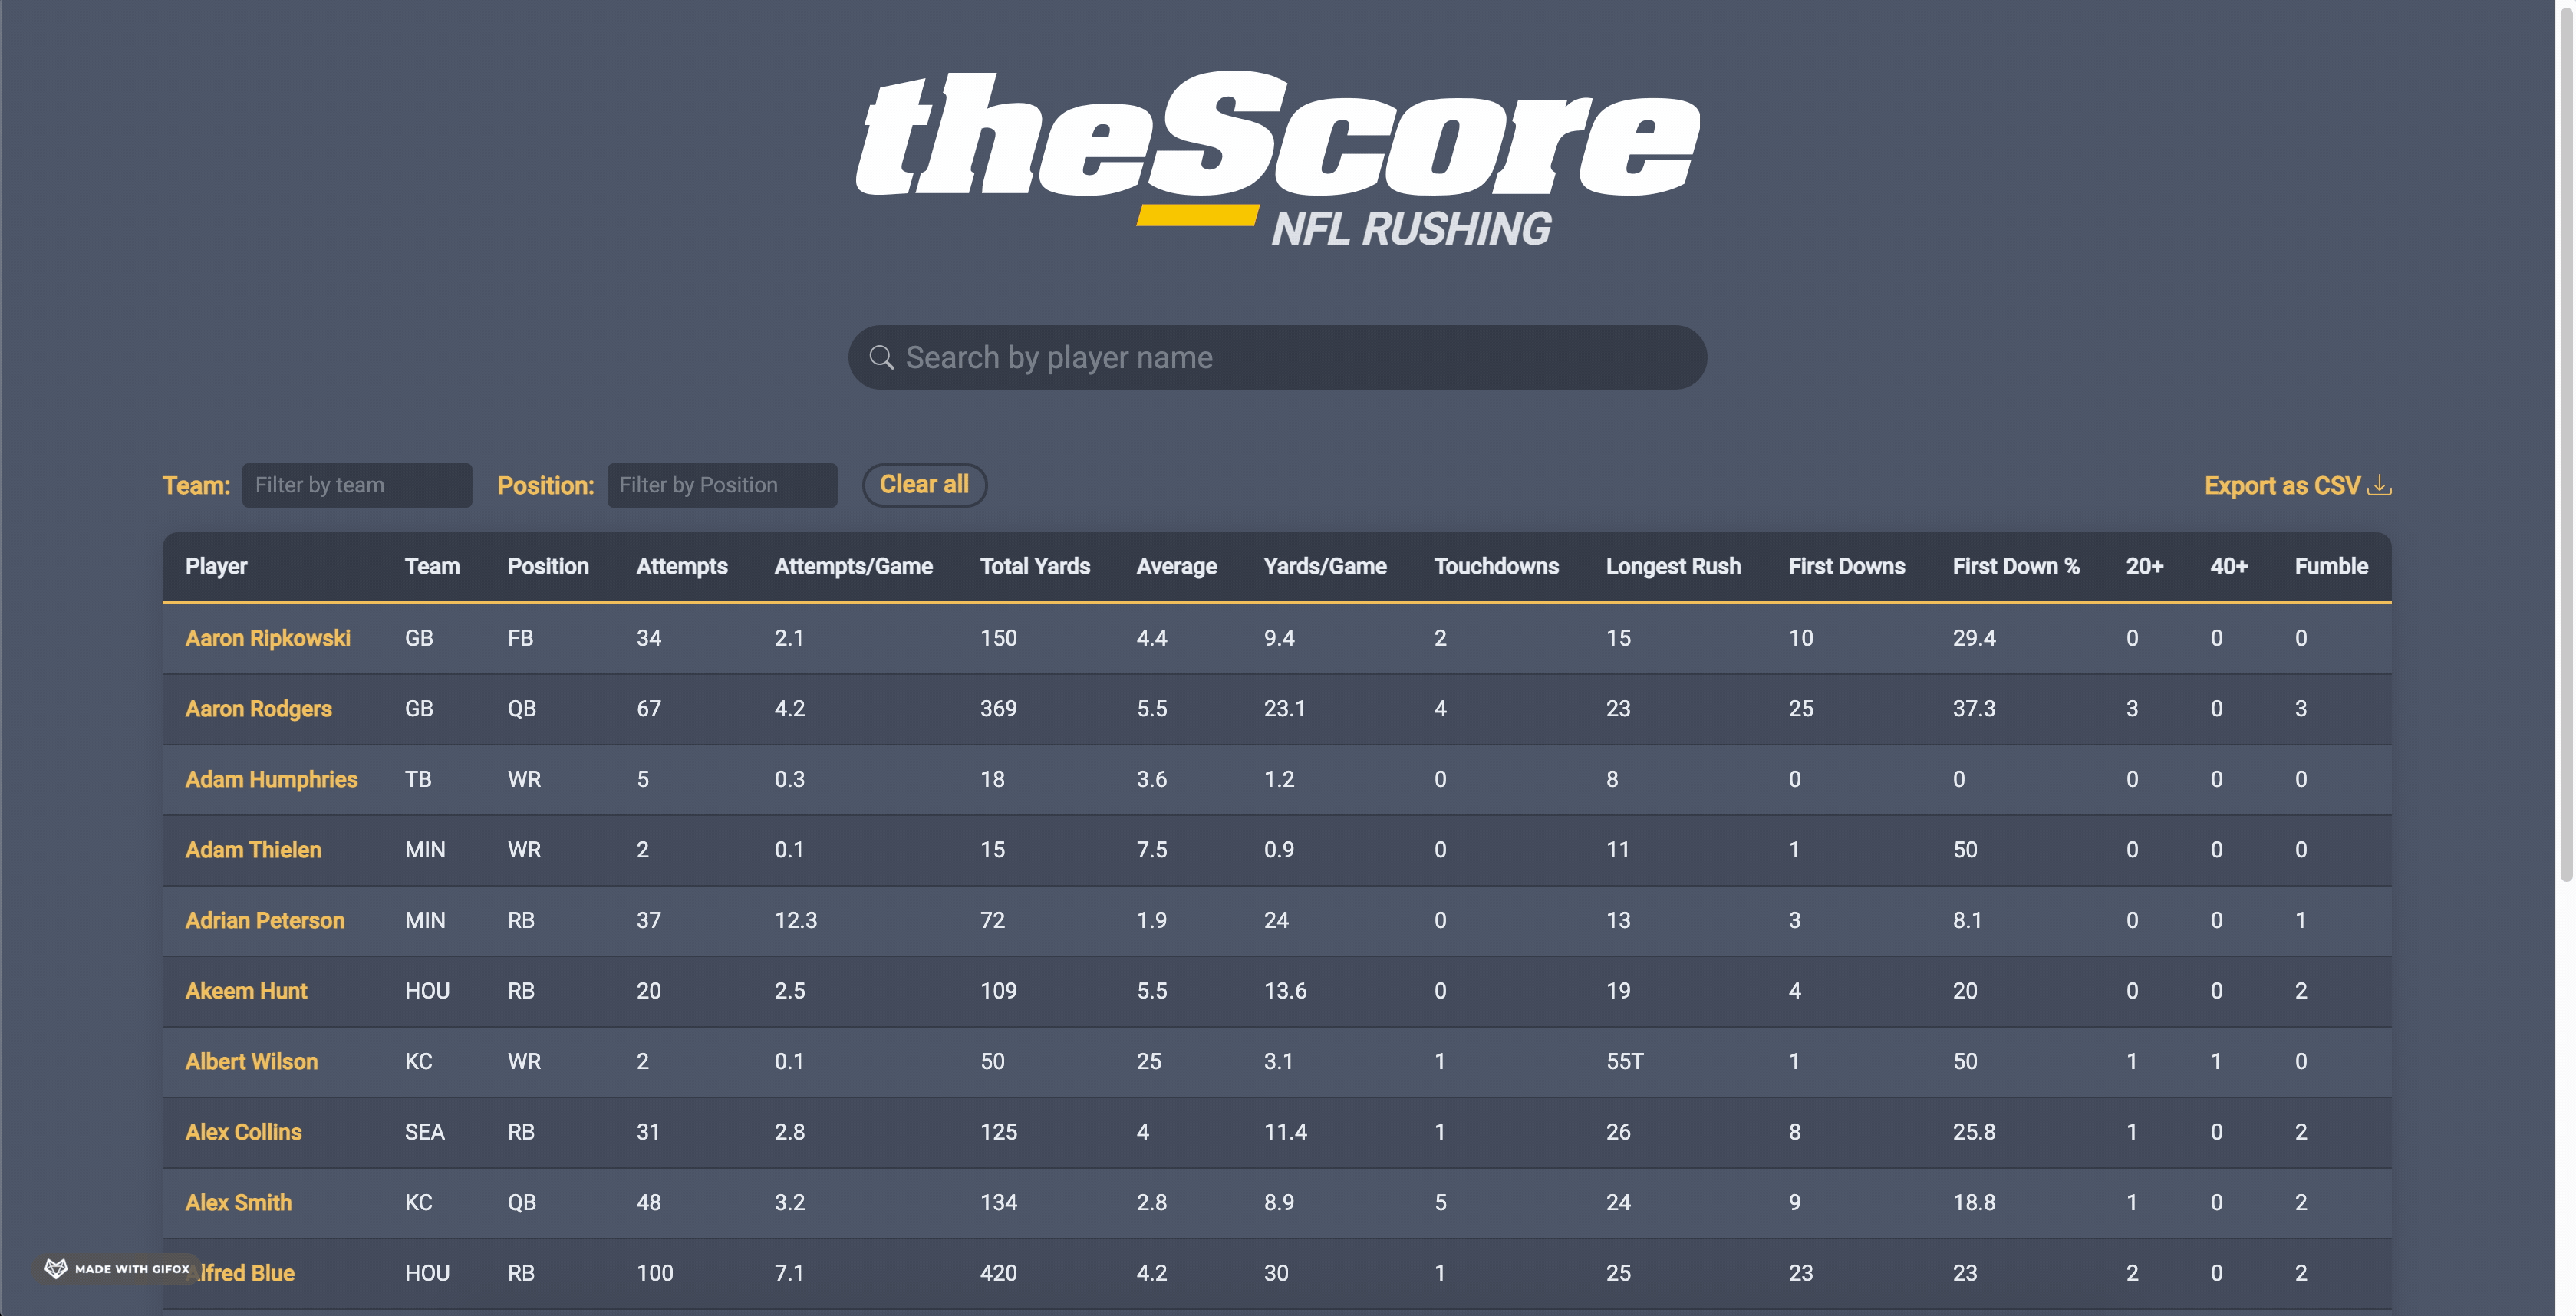 theScore
NFL RUSHING
Search by player name
Team: Filter by team Position: Filter by Position Clear all Export as CSV
Player Team Position Attempts Attempts/Game Total Yards Average Yards/Game Touchdowns Longest Rush First Downs First Down % 20+ 40+ Fumble
Aaron Ripkowski GB FB 34 2.1 150 4.4 9.4 2 15 10 29.4 0 0 0
Aaron Rodgers GB QB 67 4.2 369 5.5 23.1 4 23 25 37.3 3 0 3
Adam Humphries TB WR 5 0.3 18 3.6 1.2 0 8 0 0 0 0 0
Adam Thielen MIN WR 2 0.1 15 7.5 0.9 0 11 1 50 0 0 0
Adrian Peterson MIN RB 37 12.3 72 1.9 24 0 13 3 8.1 0 0 1
Akeem Hunt HOU RB 20 2.5 109 5.5 13.6 0 19 4 20 0 0 2
Albert Wilson KC WR 2 0.1 50 25 3.1 1 55T 1 50 1 1 0
Alex Collins SEA RB 31 2.8 125 4 11.4 1 26 8 25.8 1 0 2
Alex Smith KC QB 48 3.2 134 2.8 8.9 5 24 9 18.8 1 0 2
Alfred Blue HOU RB 100 7.1 420 4.2 30 1 25 23 23 2 0 2
MADE WITH GIFOX